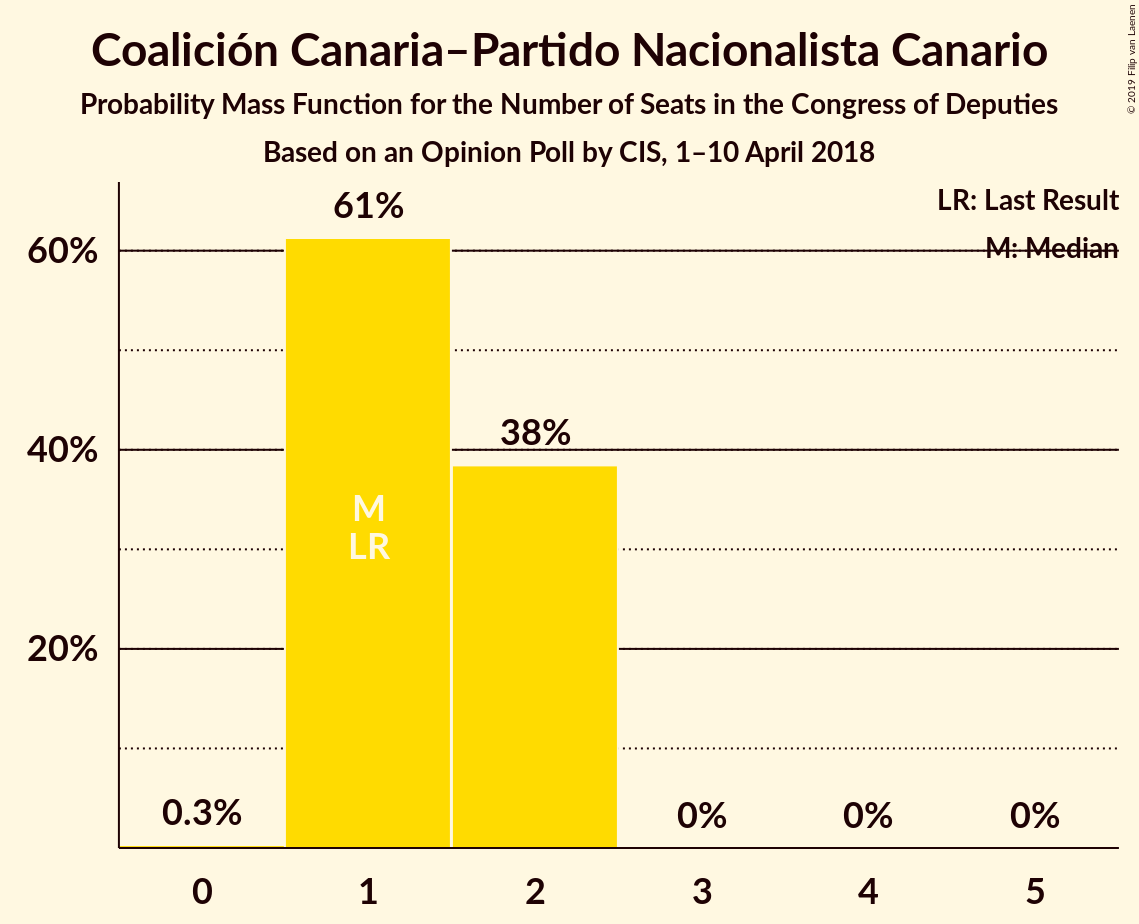 Coalición Canaria–Partido Nacionalista Canario
Probability Mass Function for the Number of Seats in the Congress of Deputies
Based on an Opinion Poll by CIS, 1–10 April 2018
© 2019 Filip van Laenen
LR: Last Result
M: Median
61%
60%
38%
40%
M
LR
20%
0.3%
0%
0%
0%
0
1
2
3
4
5